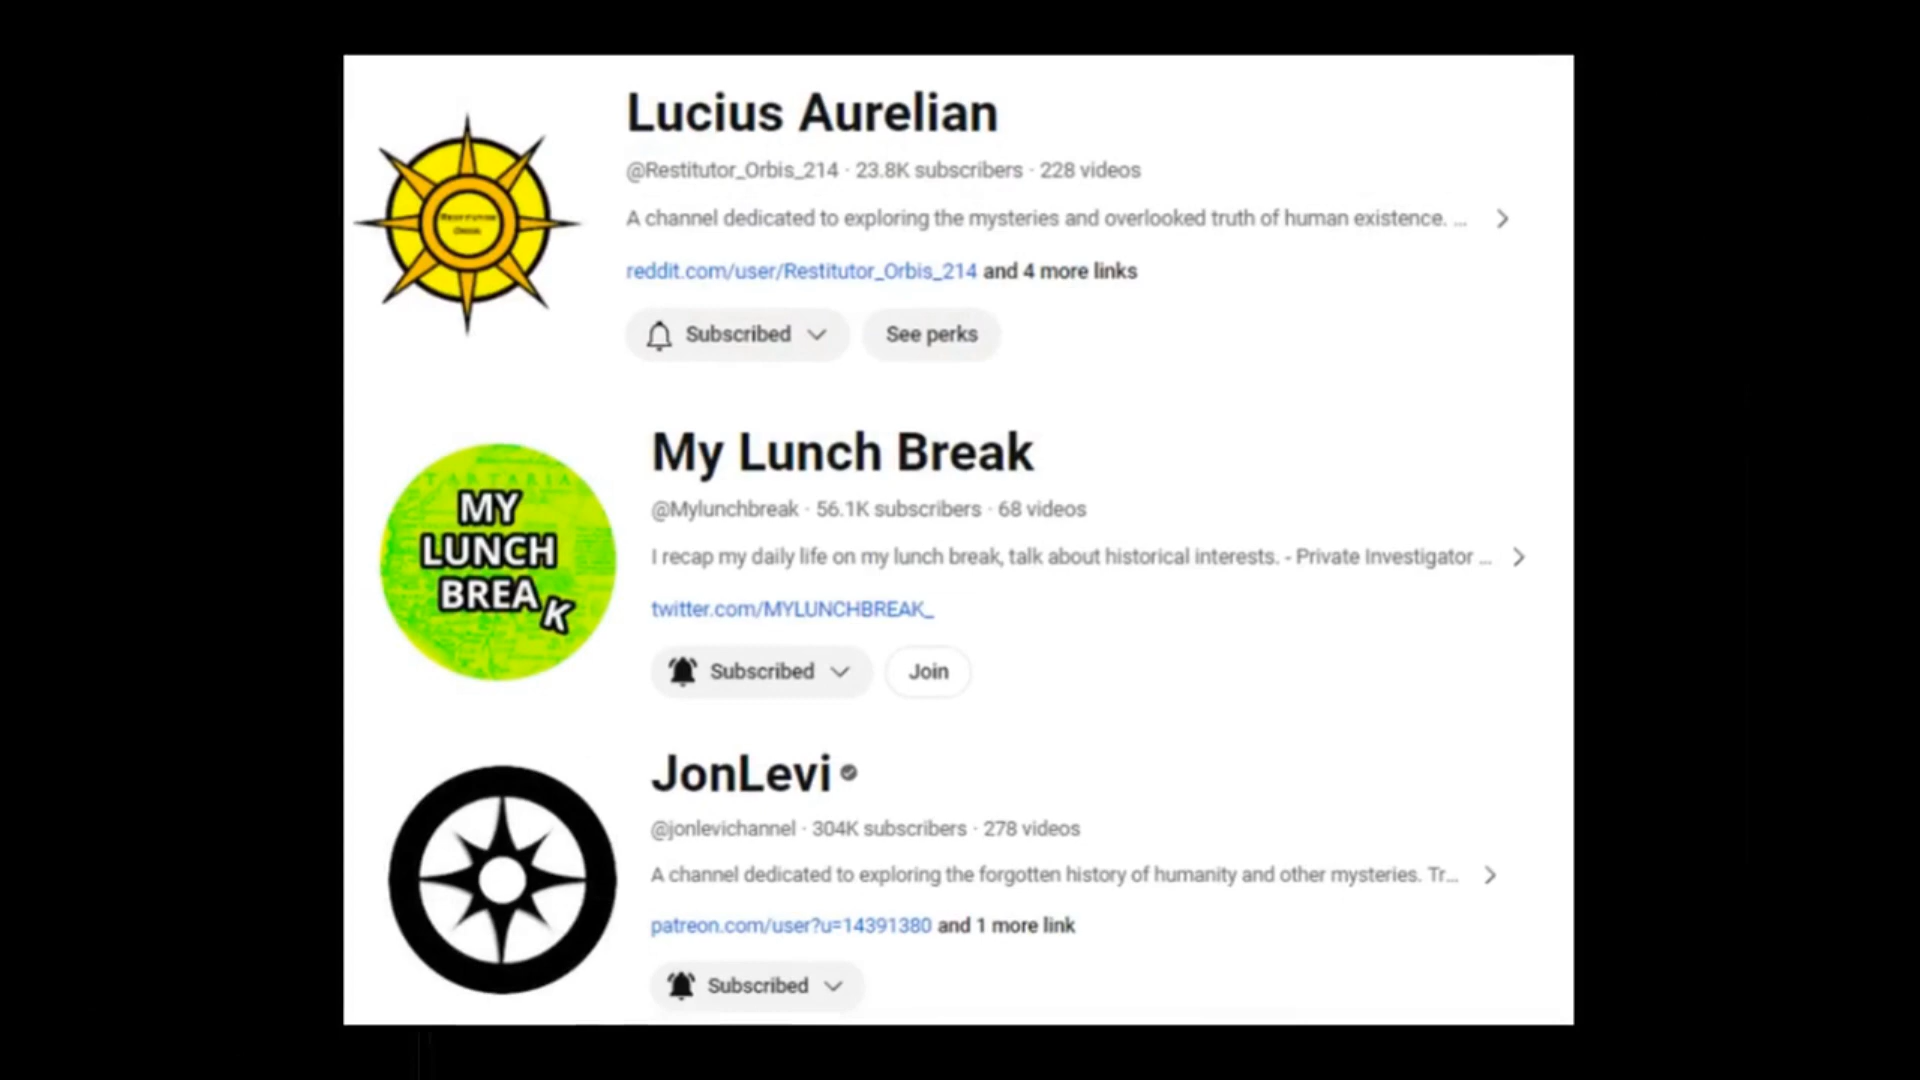 Lucius Aurelian
@Restitutor_Orbis_214 · 23.8K subscribers · 228 videos
A channel dedicated to exploring the mysteries and overlooked truth of human existence. ...
reddit.com/user/Restitutor_Orbis_214 and 4 more links
Subscribed
See perks
RESTITUTOR
ORBIS
My Lunch Break
@Mylunchbreak · 56.1K subscribers · 68 videos
I recap my daily life on my lunch break, talk about historical interests. - Private Investigator ...
twitter.com/MYLUNCHBREAK_
Subscribed
Join
TARTARIA
MY
LUNCH
BREAK
JonLevi
@jonlevichannel · 304K subscribers · 278 videos
A channel dedicated to exploring the forgotten history of humanity and other mysteries. Tr...
patreon.com/user?u=14391380 and 1 more link
Subscribed